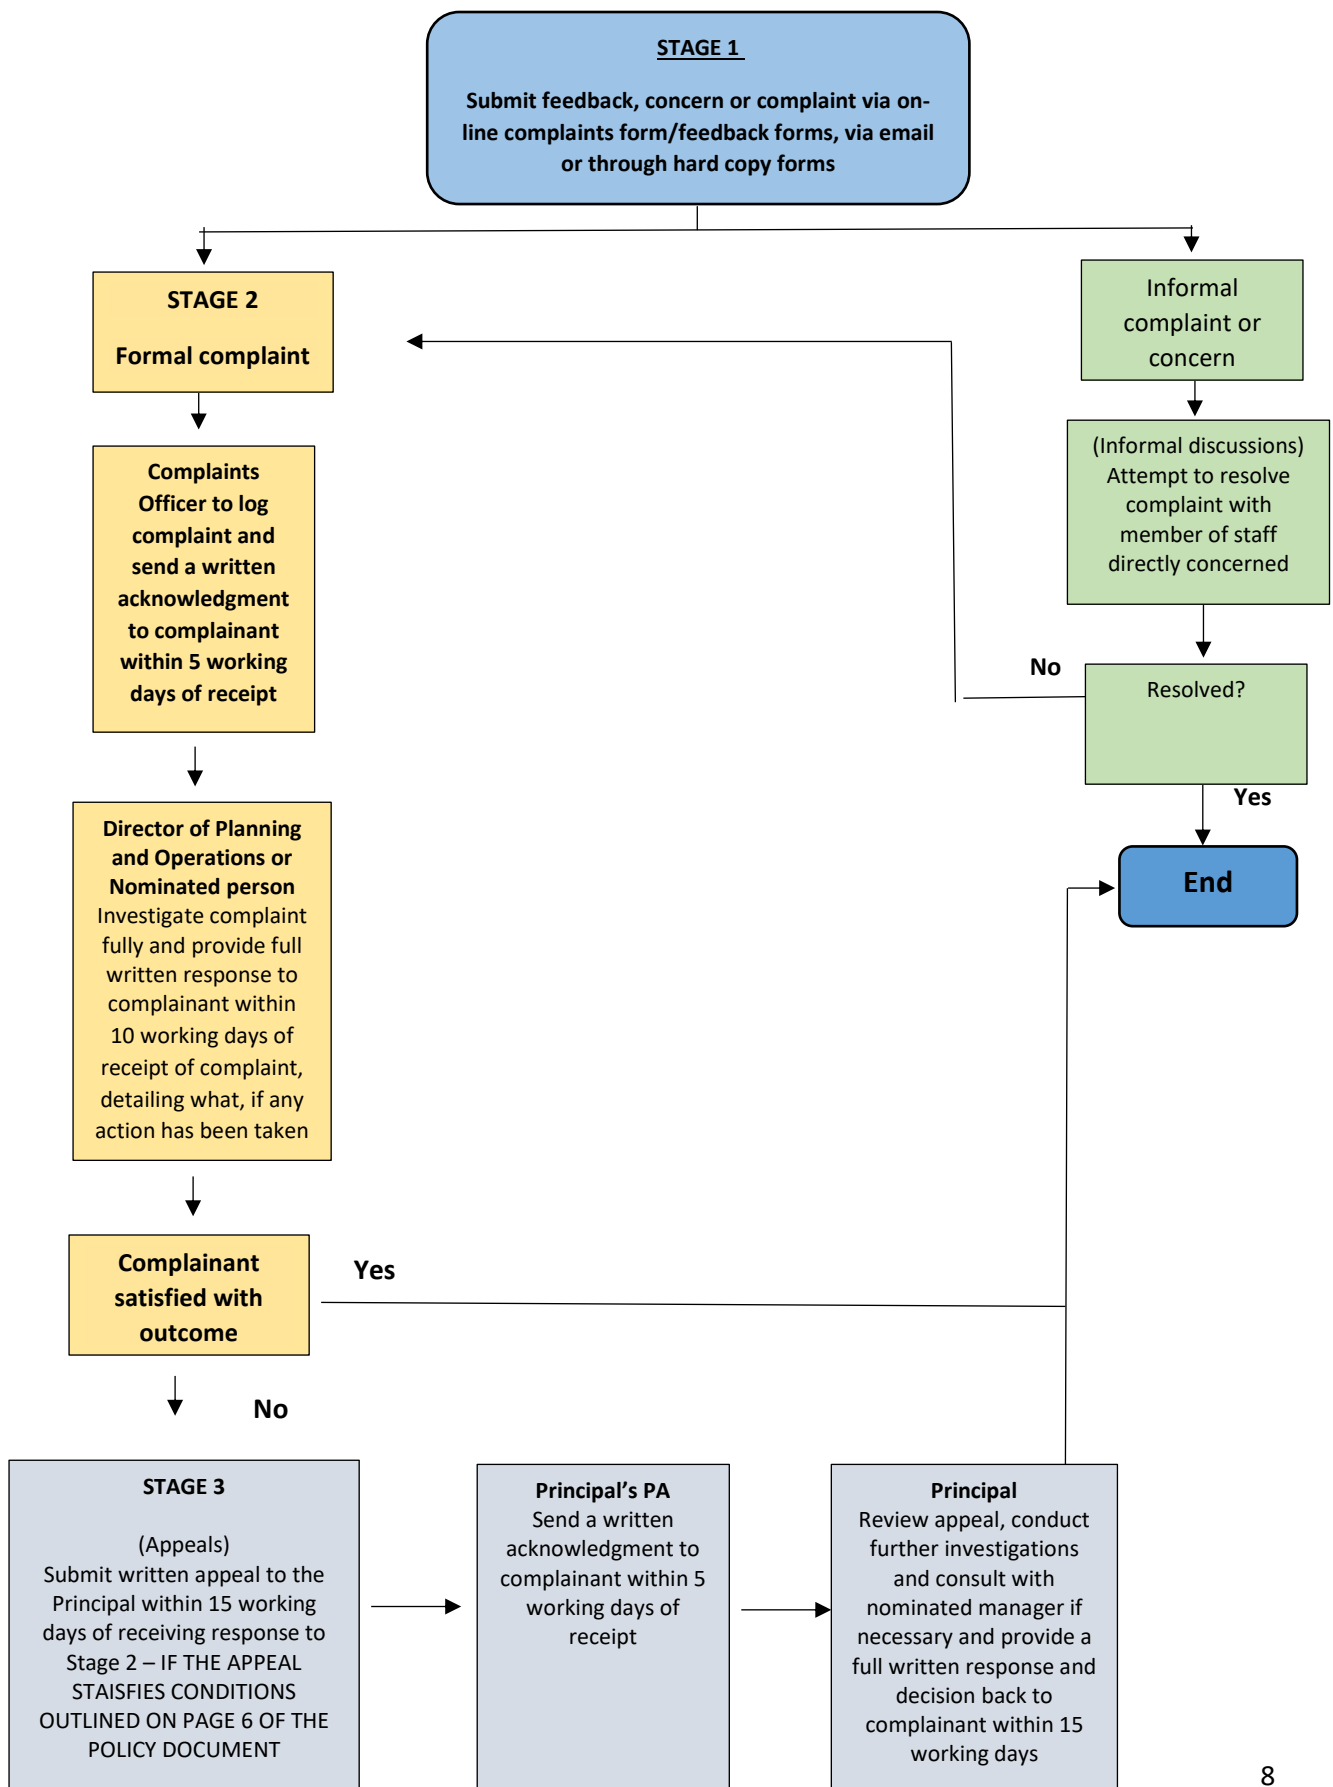 STAGE 1
Submit feedback, concern or complaint via on-
line complaints form/feedback forms, via email
or through hard copy forms
STAGE 2
Formal complaint
Informal
complaint or
concern
Complaints
Officer to log
complaint and
send a written
acknowledgment
to complainant
within 5 working
days of receipt
(Informal discussions)
Attempt to resolve
complaint with
member of staff
directly concerned
No
Resolved?
Yes
End
Director of Planning
and Operations or
Nominated person
Investigate complaint
fully and provide full
written response to
complainant within
10 working days of
receipt of complaint,
detailing what, if any
action has been taken
Complainant
satisfied with
outcome
Yes
No
STAGE 3
(Appeals)
Submit written appeal to the
Principal within 15 working
days of receiving response to
Stage 2 – IF THE APPEAL
STAISFIES CONDITIONS
OUTLINED ON PAGE 6 OF THE
POLICY DOCUMENT
Principal’s PA
Send a written
acknowledgment to
complainant within 5
working days of
receipt
Principal
Review appeal, conduct
further investigations
and consult with
nominated manager if
necessary and provide a
full written response and
decision back to
complainant within 15
working days
8